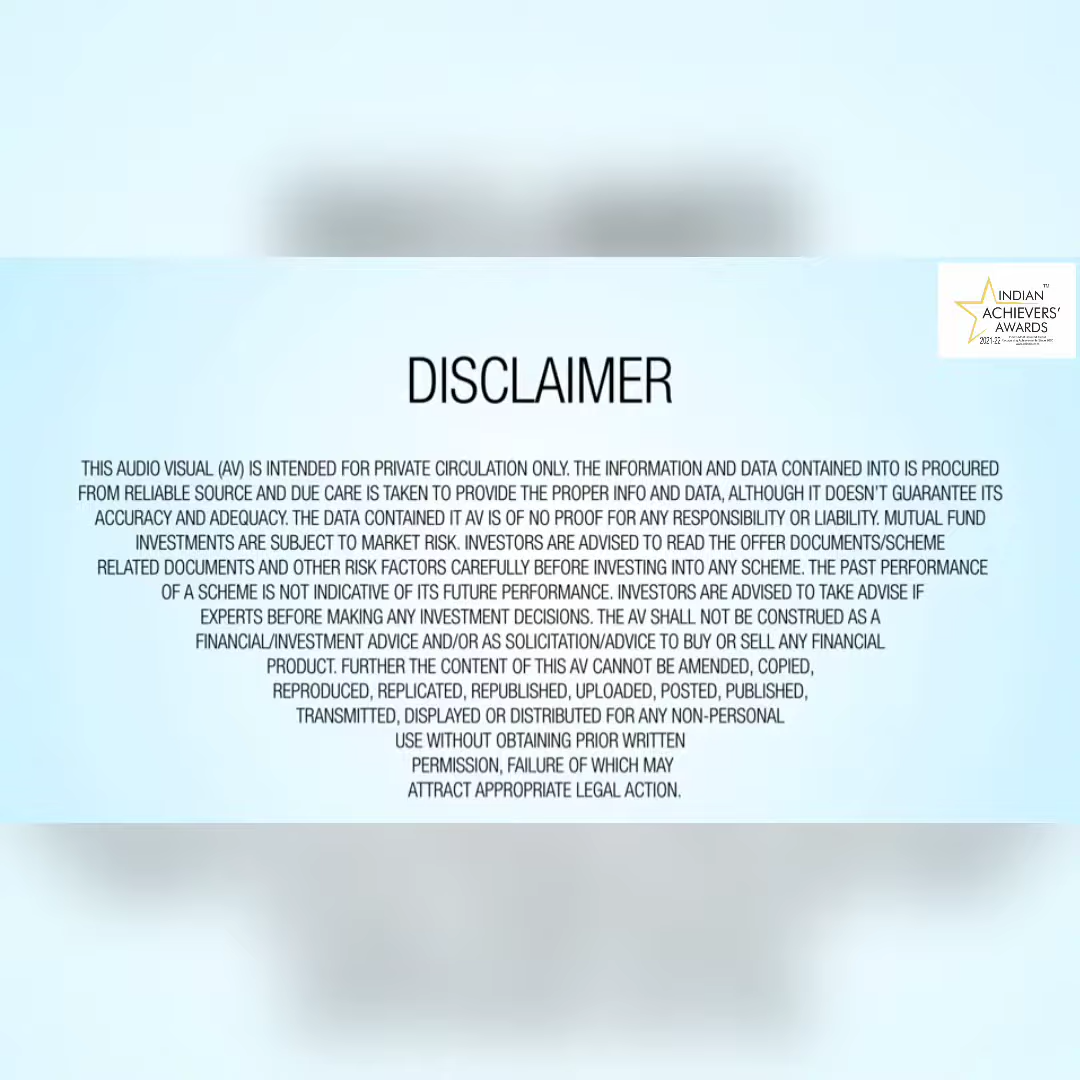 INDIAN
TM
ACHIEVERS'
AWARDS
2021-22
DISCLAIMER
THIS AUDIO VISUAL (AV) IS INTENDED FOR PRIVATE CIRCULATION ONLY. THE INFORMATION AND DATA CONTAINED INTO IS PROCURED
FROM RELIABLE SOURCE AND DUE CARE IS TAKEN TO PROVIDE THE PROPER INFO AND DATA, ALTHOUGH IT DOESN'T GUARANTEE ITS
ACCURACY AND ADEQUACY. THE DATA CONTAINED IT AV IS OF NO PROOF FOR ANY RESPONSIBILITY OR LIABILITY. MUTUAL FUND
INVESTMENTS ARE SUBJECT TO MARKET RISK. INVESTORS ARE ADVISED TO READ THE OFFER DOCUMENTS/SCHEME
RELATED DOCUMENTS AND OTHER RISK FACTORS CAREFULLY BEFORE INVESTING INTO ANY SCHEME. THE PAST PERFORMANCE
OF A SCHEME IS NOT INDICATIVE OF ITS FUTURE PERFORMANCE. INVESTORS ARE ADVISED TO TAKE ADVISE IF
EXPERTS BEFORE MAKING ANY INVESTMENT DECISIONS. THE AV SHALL NOT BE CONSTRUED AS A
FINANCIAL/INVESTMENT ADVICE AND/OR AS SOLICITATION/ADVICE TO BUY OR SELL ANY FINANCIAL
PRODUCT. FURTHER THE CONTENT OF THIS AV CANNOT BE AMENDED, COPIED,
REPRODUCED, REPLICATED, REPUBLISHED, UPLOADED, POSTED, PUBLISHED,
TRANSMITTED, DISPLAYED OR DISTRIBUTED FOR ANY NON-PERSONAL
USE WITHOUT OBTAINING PRIOR WRITTEN
PERMISSION, FAILURE OF WHICH MAY
ATTRACT APPROPRIATE LEGAL ACTION.